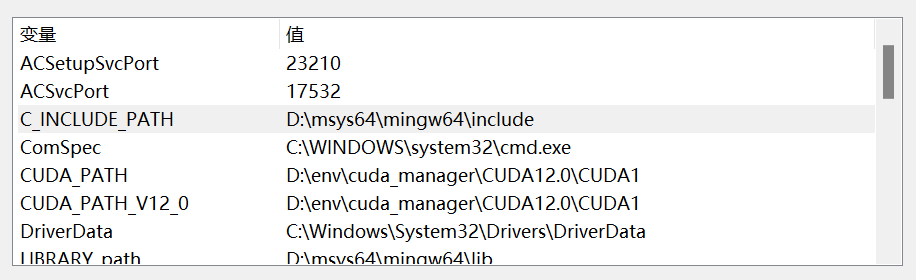 变量 值
ACSetupSvcPort 23210
ACSvcPort 17532
C_INCLUDE_PATH D:\msys64\mingw64\include
ComSpec C:\WINDOWS\system32\cmd.exe
CUDA_PATH D:\env\cuda_manager\CUDA12.0\CUDA1
CUDA_PATH_V12_0 D:\env\cuda_manager\CUDA12.0\CUDA1
DriverData C:\Windows\System32\Drivers\DriverData
LIBRARY_path D:\msys64\mingw64\lib